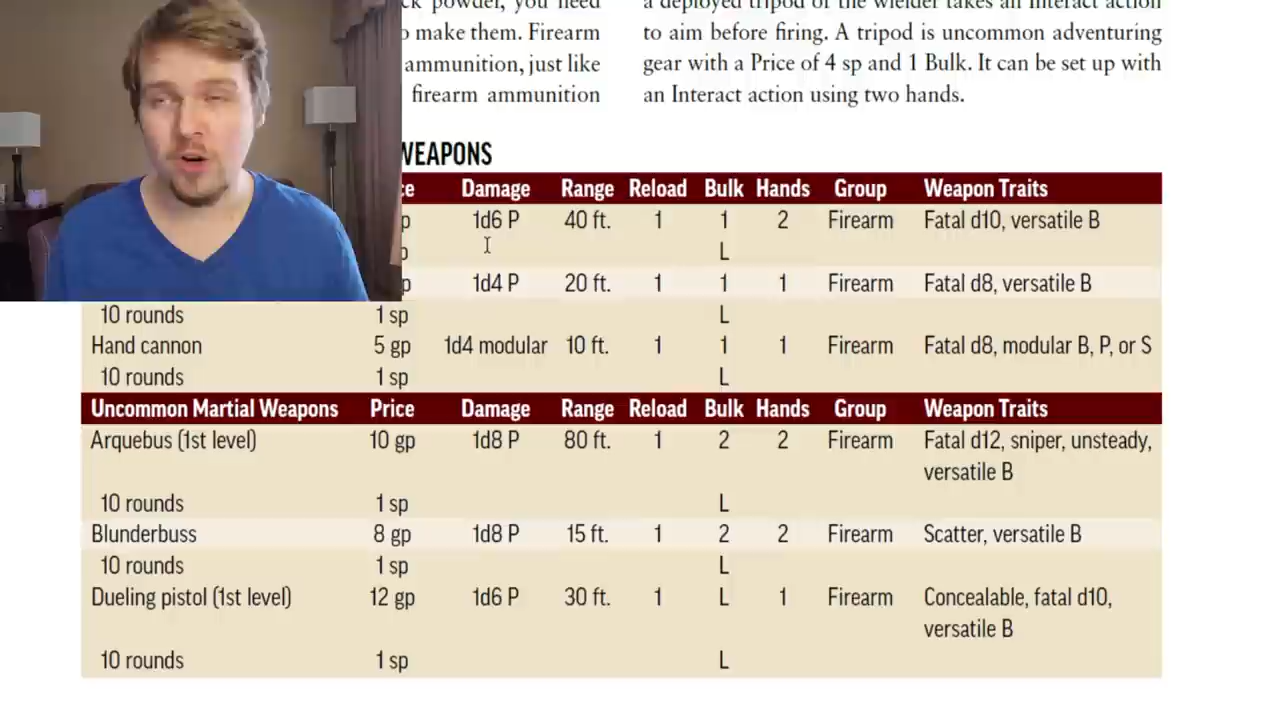 powder, you need
to make them. Firearm
ammunition, just like
firearm ammunition
a deployed tripod or the wielder takes an Interact action
to aim before firing. A tripod is uncommon adventuring
gear with a Price of 4 sp and 1 Bulk. It can be set up with
an Interact action using two hands.
WEAPONS
Damage Range Reload Bulk Hands Group Weapon Traits
1d6 P 40 ft. 1 1 2 Firearm Fatal d10, versatile B
L
1d4 P 20 ft. 1 1 1 Firearm Fatal d8, versatile B
10 rounds 1 sp L
Hand cannon 5 gp 1d4 modular 10 ft. 1 1 1 Firearm Fatal d8, modular B, P, or S
10 rounds 1 sp L
Uncommon Martial Weapons Price Damage Range Reload Bulk Hands Group Weapon Traits
Arquebus (1st level) 10 gp 1d8 P 80 ft. 1 2 2 Firearm Fatal d12, sniper, unsteady,
versatile B
10 rounds 1 sp L
Blunderbuss 8 gp 1d8 P 15 ft. 1 2 2 Firearm Scatter, versatile B
10 rounds 1 sp L
Dueling pistol (1st level) 12 gp 1d6 P 30 ft. 1 L 1 Firearm Concealable, fatal d10,
versatile B
10 rounds 1 sp L